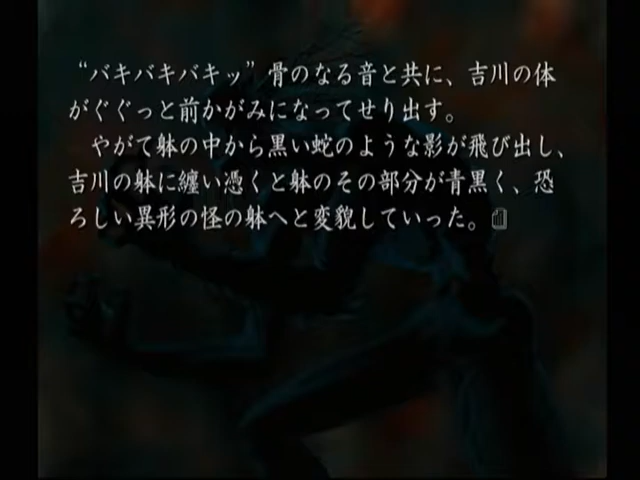 “バキバキバキッ”骨のなる音と共に、吉川の体
がぐぐっと前かがみになってせり出す。
やがて躰の中から黒い蛇のような影が飛び出し、
吉川の躰に纏い憑くと躰のその部分が青黒く、恐
ろしい異形の怪の躰へと変貌していった。